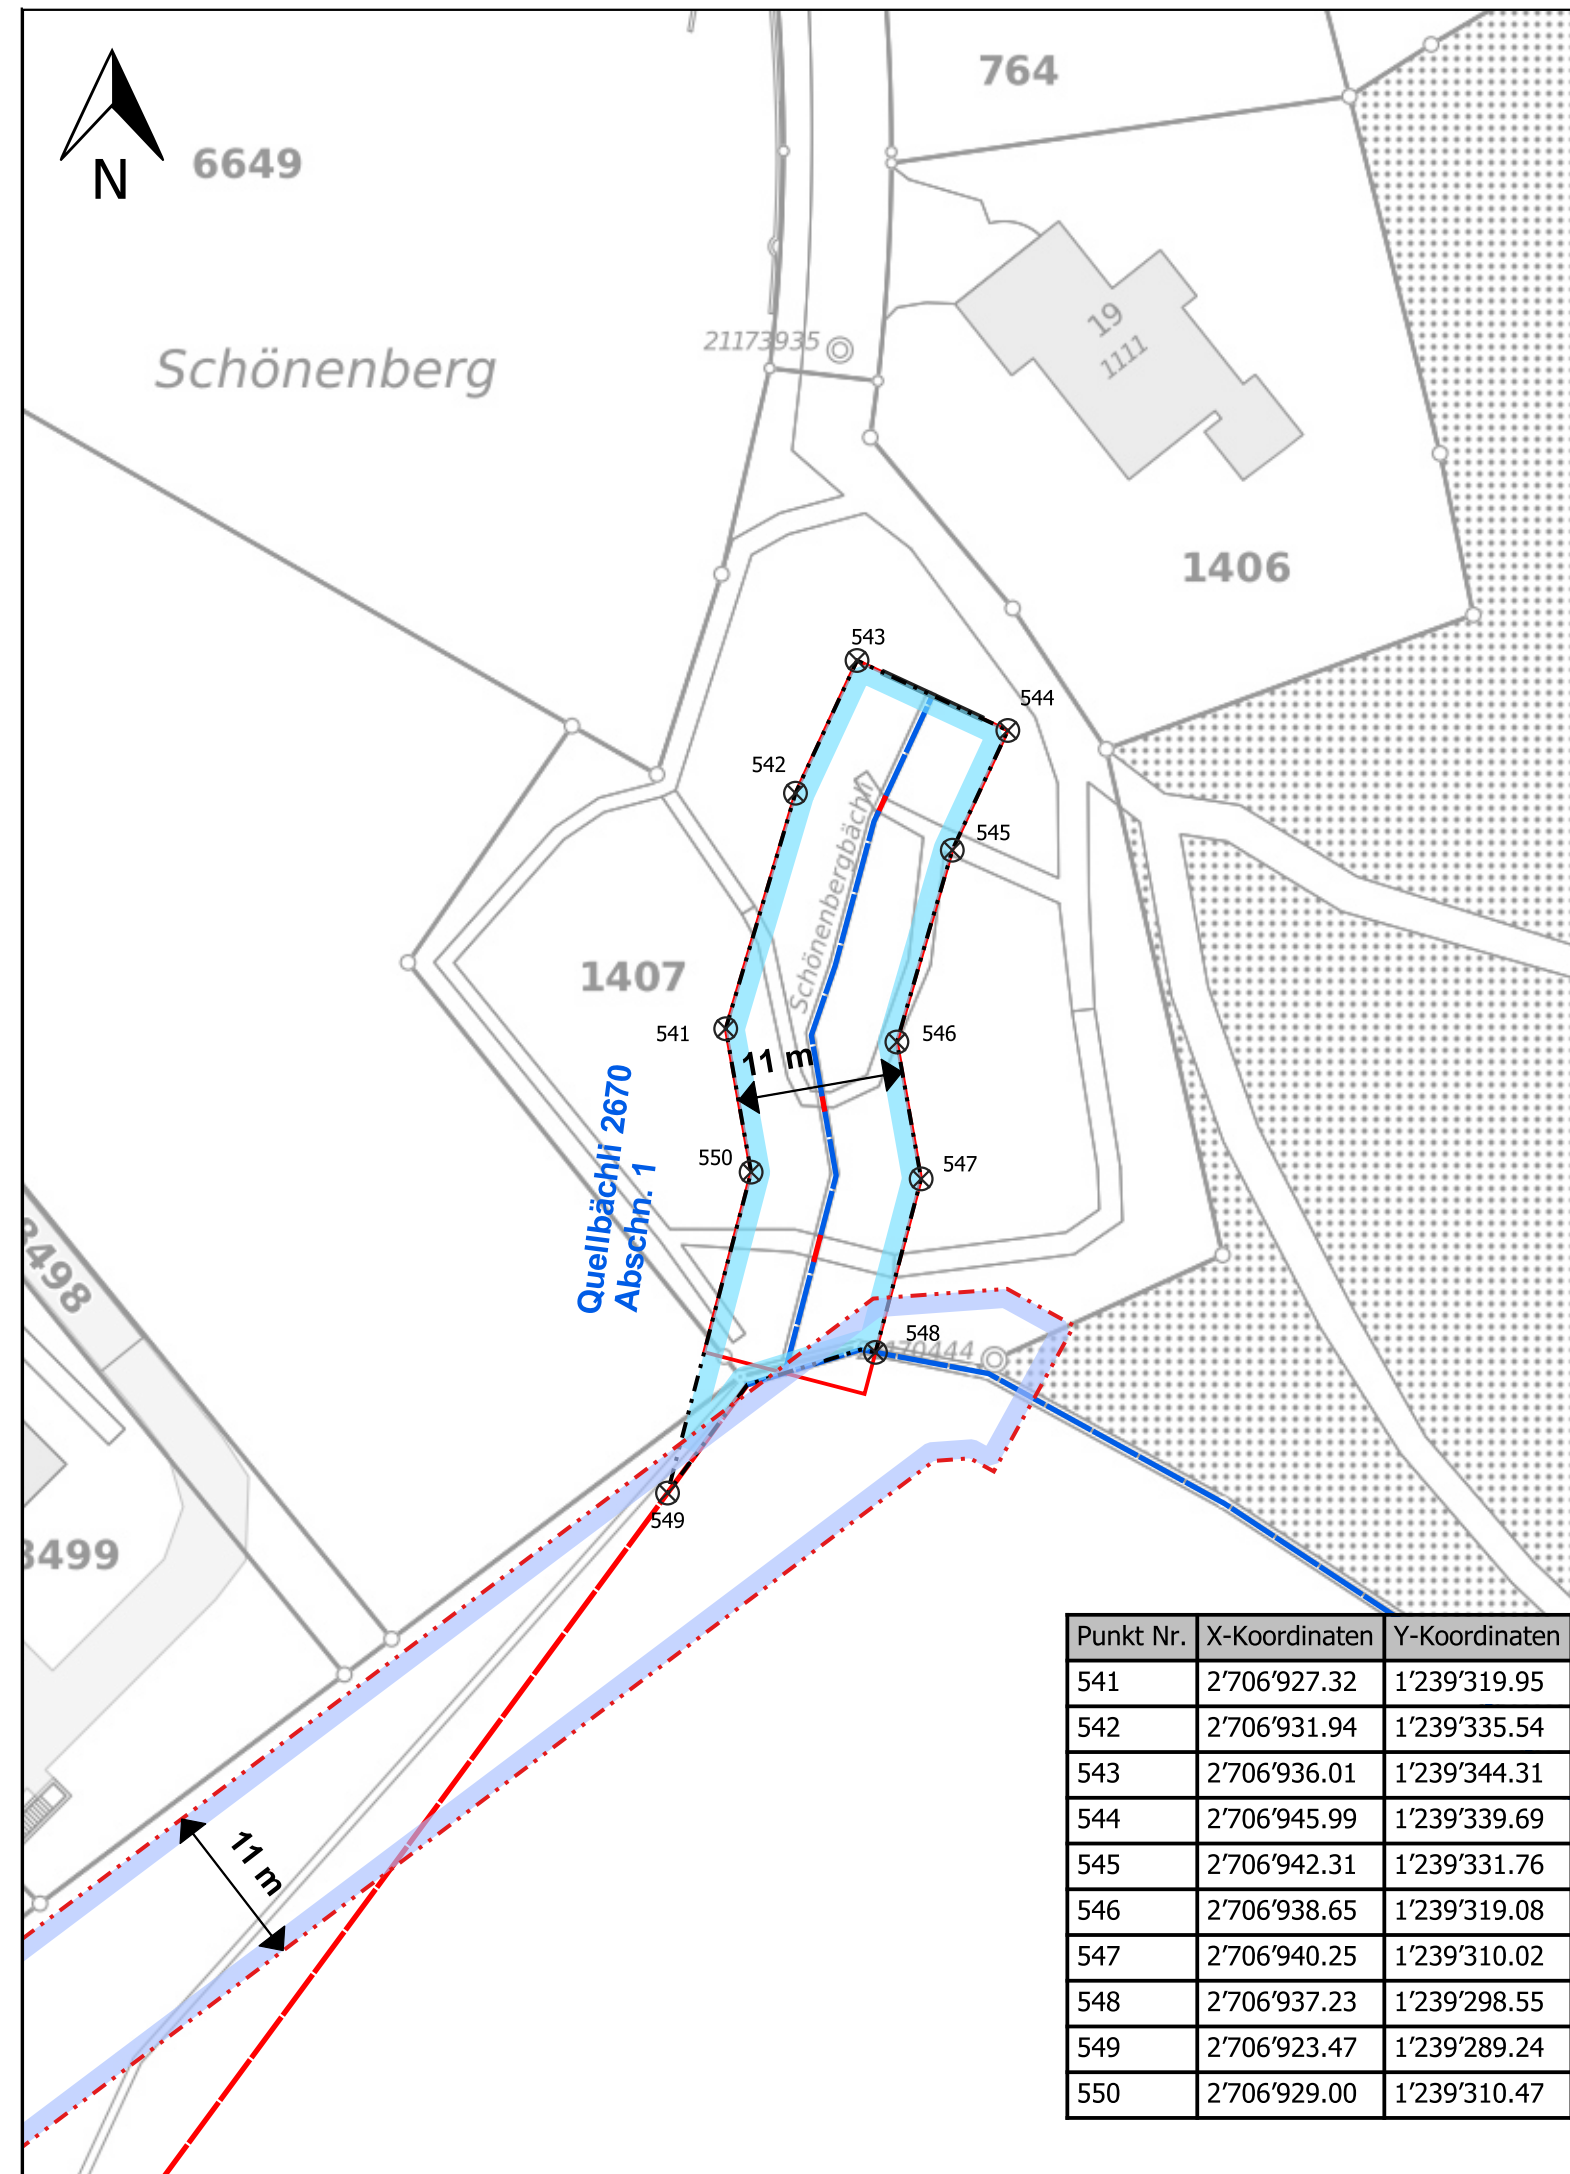 764
N
6649
19
1111
21173935
Schönenberg
1406
543
544
542
545
Schönenbergbächli
1407
541
546
11 m
Quellbächli 2670
Abschn. 1
550
547
3498
548
549
3499
11 m
Punkt Nr. X-Koordinaten Y-Koordinaten
541 2'706'927.32 1'239'319.95
542 2'706'931.94 1'239'335.54
543 2'706'936.01 1'239'344.31
544 2'706'945.99 1'239'339.69
545 2'706'942.31 1'239'331.76
546 2'706'938.65 1'239'319.08
547 2'706'940.25 1'239'310.02
548 2'706'937.23 1'239'298.55
549 2'706'923.47 1'239'289.24
550 2'706'929.00 1'239'310.47